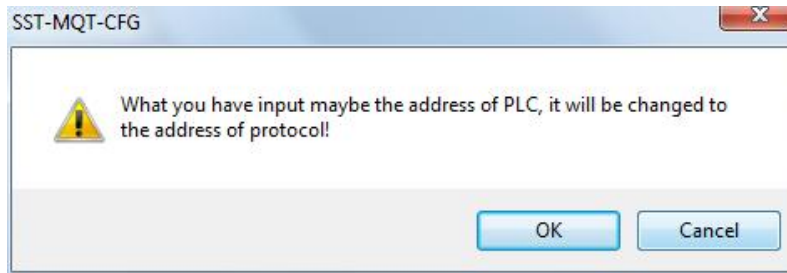 SST-MQT-CFG
What you have input maybe the address of PLC, it will be changed to
the address of protocol!
OK
Cancel